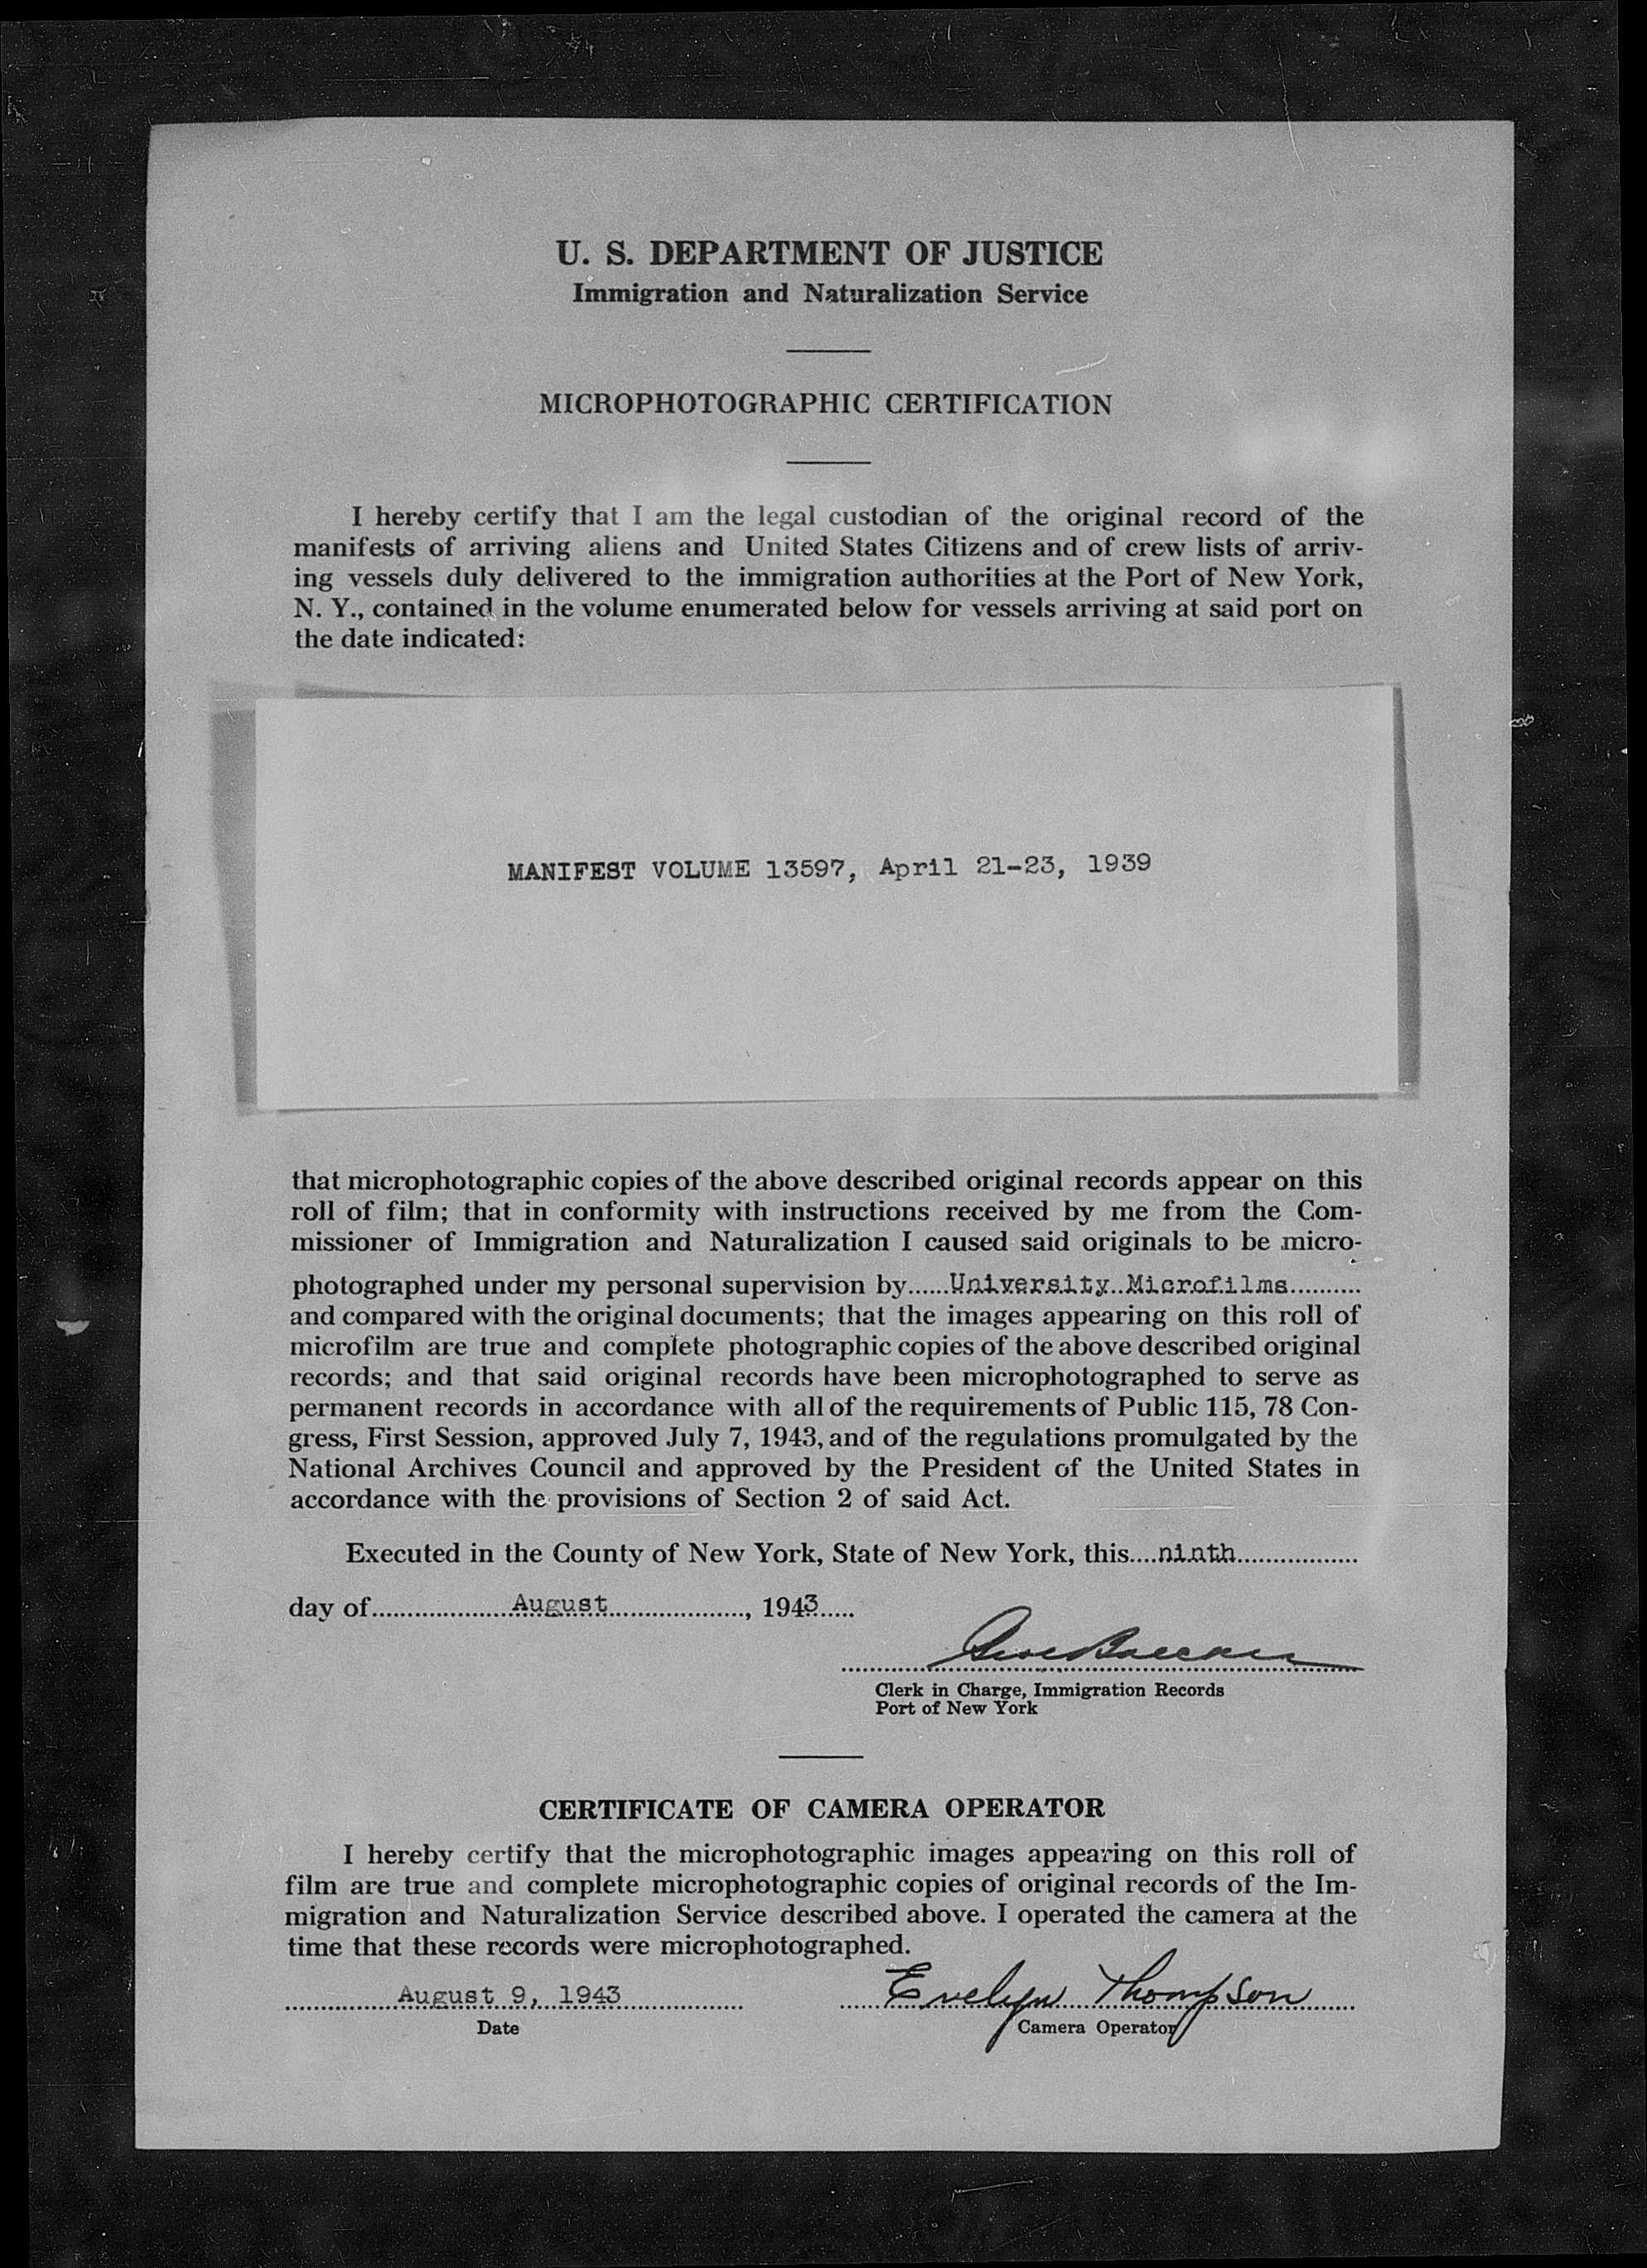 U. S. DEPARTMENT OF JUSTICE
Immigration and Naturalization Service
MICROPHOTOGRAPHIC CERTIFICATION
I hereby certify that I am the legal custodian of the original record of the
manifests of arriving aliens and United States Citizens and of crew lists of arriv-
ing vessels duly delivered to the immigration authorities at the Port of New York,
N. Y., contained in the volume enumerated below for vessels arriving at said port on
the date indicated:
MANIFEST VOLUME 13597, April 21-23, 1939
that microphotographic copies of the above described original records appear on this
roll of film; that in conformity with instructions received by me from the Com-
missioner of Immigration and Naturalization I caused said originals to be micro-
photographed under my personal supervision by......University Microfilms..........
and compared with the original documents; that the images appearing on this roll of
microfilm are true and complete photographic copies of the above described original
records; and that said original records have been microphotographed to serve as
permanent records in accordance with all of the requirements of Public 115, 78 Con-
gress, First Session, approved July 7, 1943, and of the regulations promulgated by the
National Archives Council and approved by the President of the United States in
accordance with the provisions of Section 2 of said Act.
Executed in the County of New York, State of New York, this....ninth..................
day of.....................August....................., 1943.....
Clerk in Charge, Immigration Records
Port of New York
CERTIFICATE OF CAMERA OPERATOR
I hereby certify that the microphotographic images appearing on this roll of
film are true and complete microphotographic copies of original records of the Im-
migration and Naturalization Service described above. I operated the camera at the
time that these records were microphotographed.
August 9, 1943 Evelyn Thompson
Date Camera Operator